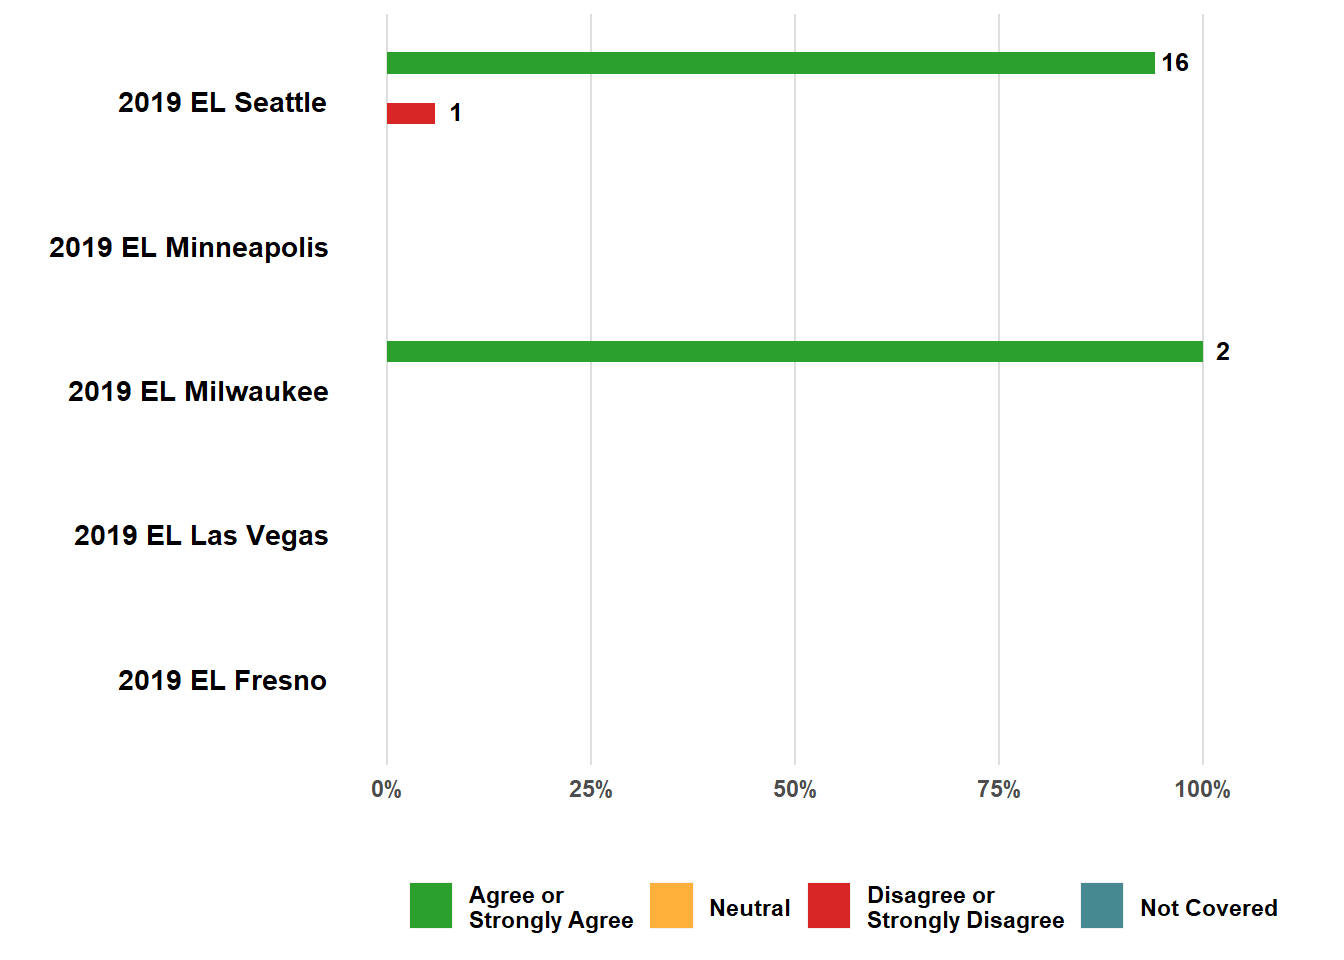 16
2019 EL Seattle
1
2019 EL Minneapolis
2
2019 EL Milwaukee
2019 EL Las Vegas
2019 EL Fresno
0% 25% 50% 75% 100%
Agree or
Strongly Agree
Neutral
Disagree or
Strongly Disagree
Not Covered